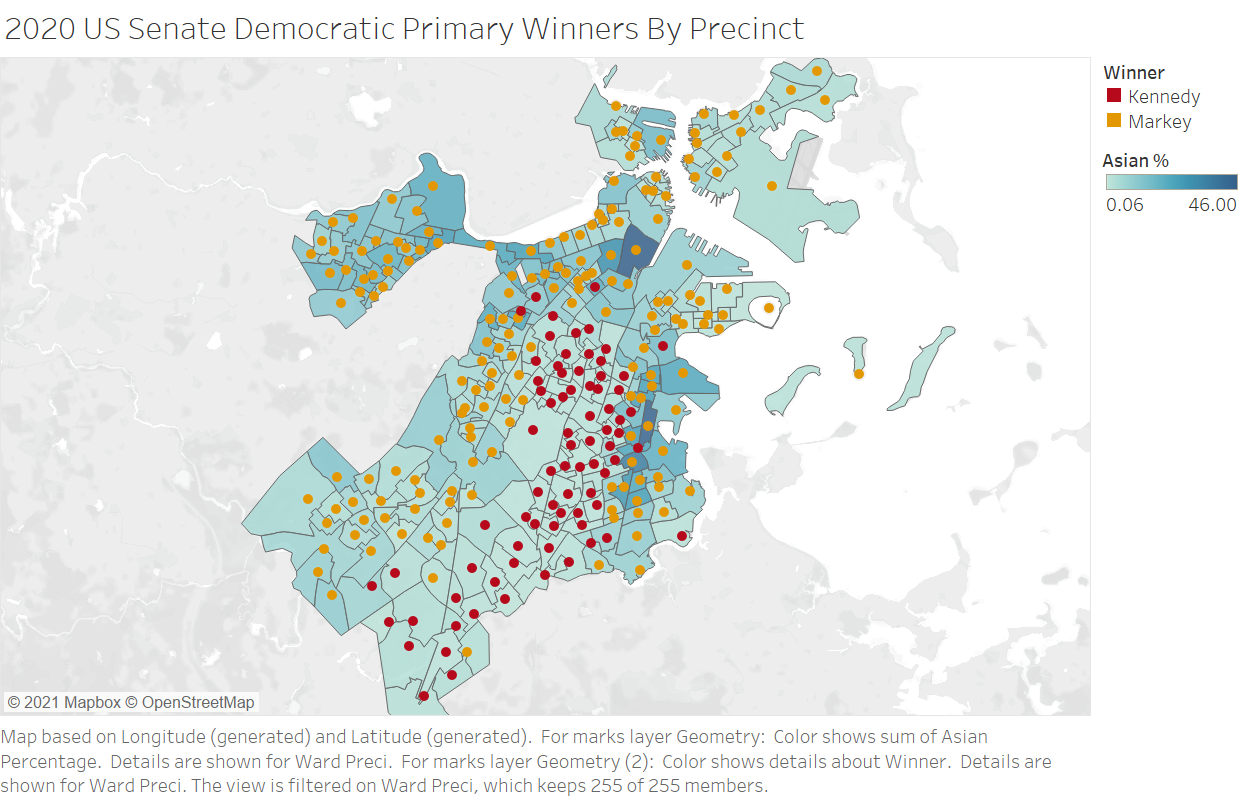 2020 US Senate Democratic Primary Winners By Precinct
Winner
Kennedy
Markey
Asian %
0.06 46.00
© 2021 Mapbox © OpenStreetMap
Map based on Longitude (generated) and Latitude (generated).  For marks layer Geometry:  Color shows sum of Asian
Percentage.  Details are shown for Ward Preci.  For marks layer Geometry (2):  Color shows details about Winner.  Details are
shown for Ward Preci. The view is filtered on Ward Preci, which keeps 255 of 255 members.